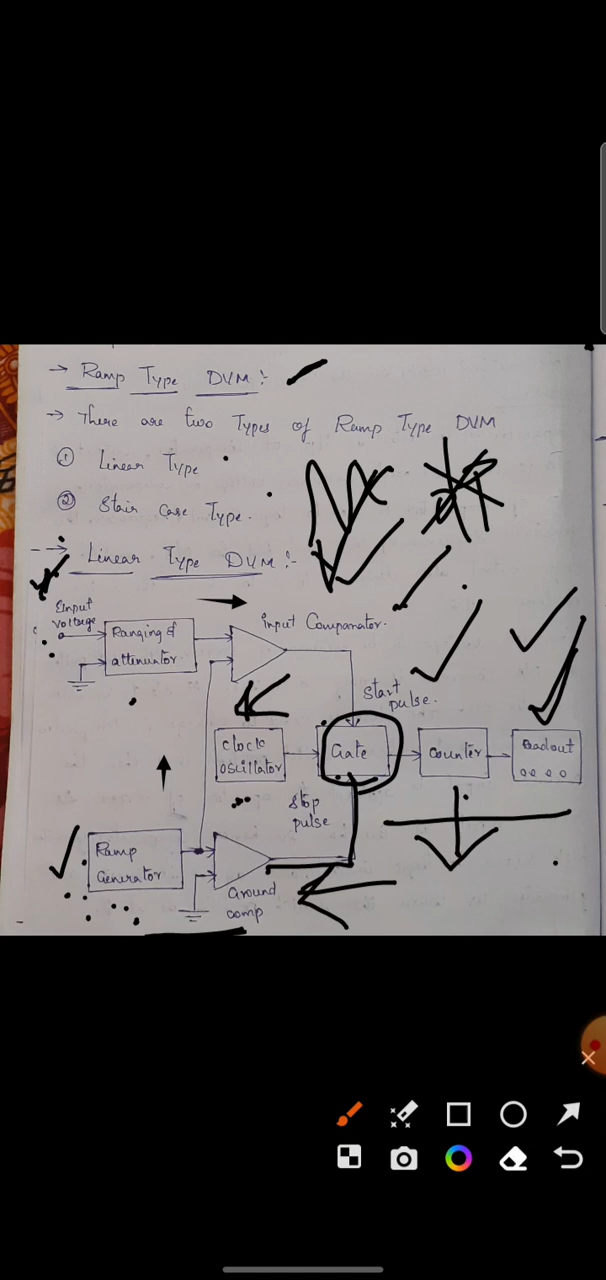 → Ramp Type DVM :-
→ There are two Types of Ramp Type DVM
① Linear Type
② Stair Case Type.
→ Linear Type DVM :-
Input voltage
Ranging & attenuator
input Comparator.
Start pulse.
Clock oscillator
Gate
Counter
Readout
Stop pulse
Ramp Generator
Ground comp